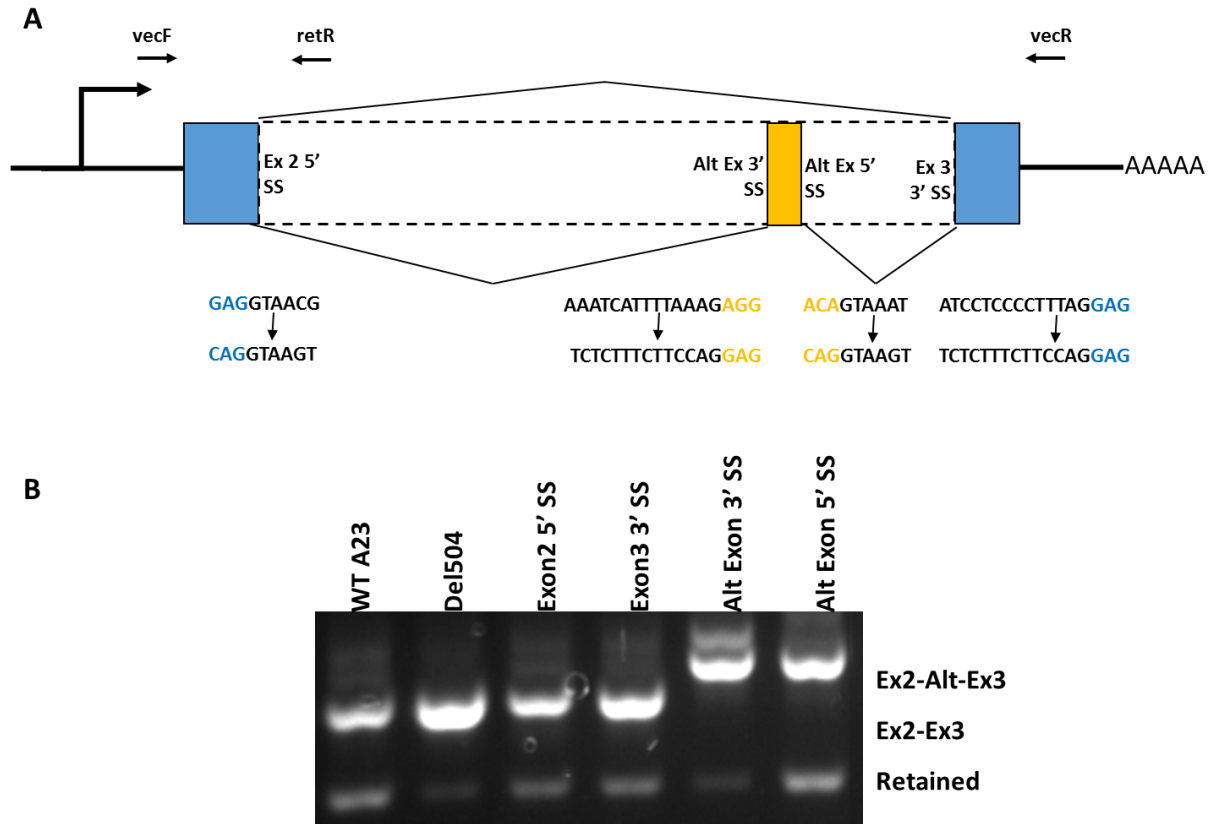 A
vecF
retR
vecR
Ex 2 5’
SS
Alt Ex 3’
SS
Alt Ex 5’
SS
Ex 3
3’ SS
AAAAA
GAGGTAACG
AAATCATTTTAAAGAGG
ACAGTAAAT
ATCCTCCCCTTTAGGAG
CAGGTAAGT
TCTCTTTCTTCCAGGAG
CAGGTAAGT
TCTCTTTCTTCCAGGAG
B
WT A23
Del504
Exon2 5’ SS
Exon3 3’ SS
Alt Exon 3’ SS
Alt Exon 5’ SS
Ex2-Alt-Ex3
Ex2-Ex3
Retained